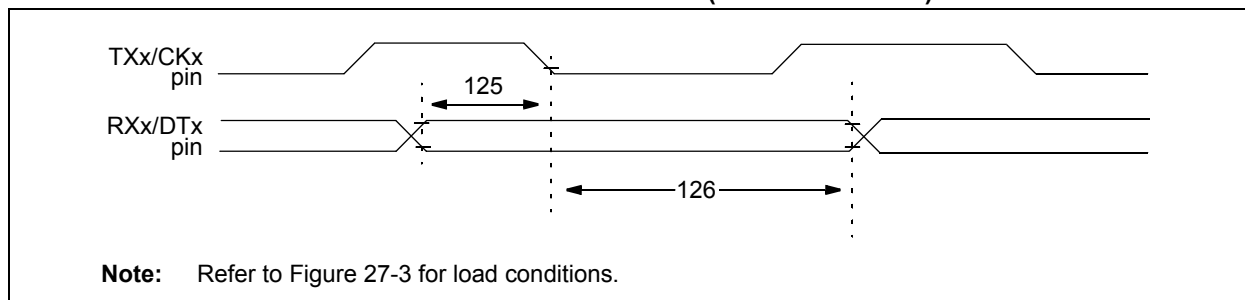 TXx/CKx
pin
125
RXx/DTx
pin
126
Note: Refer to Figure 27-3 for load conditions.